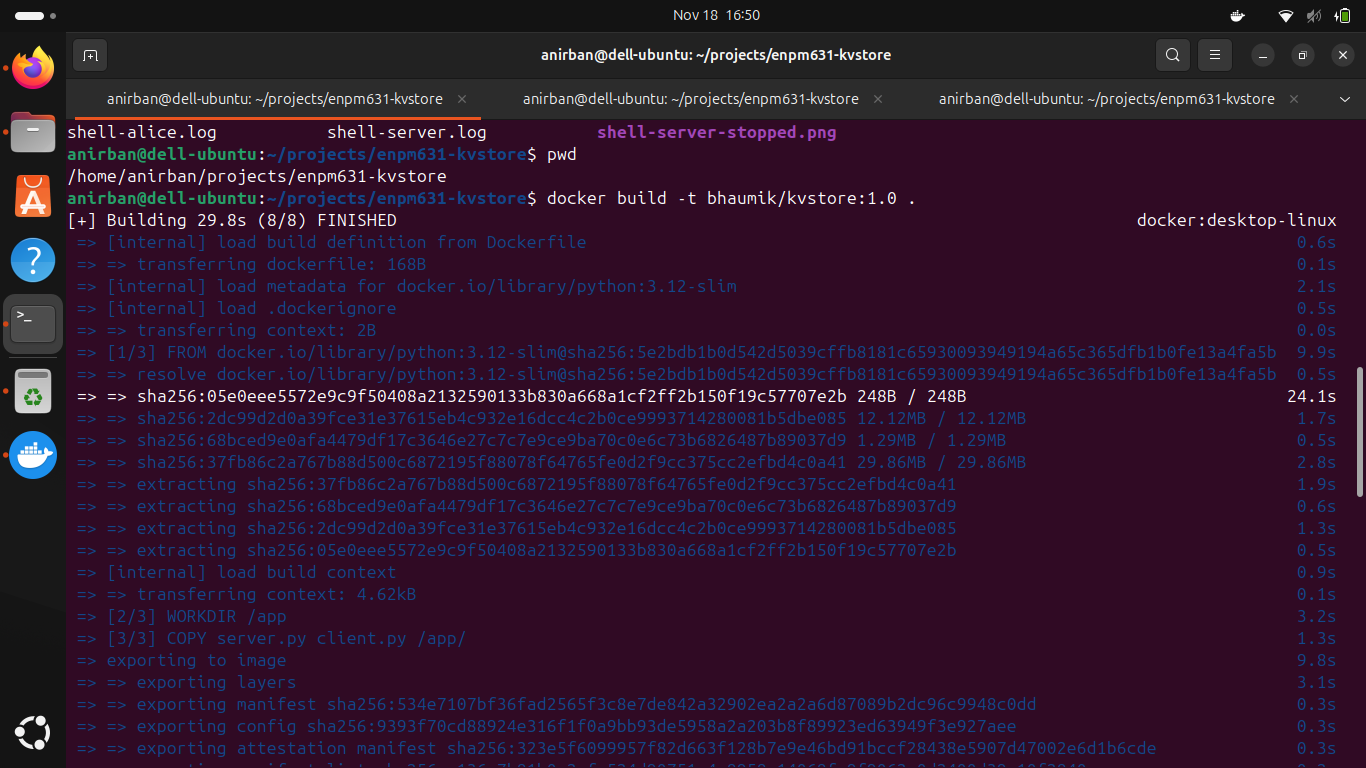 Nov 18 16:50
anirban@dell-ubuntu: ~/projects/enpm631-kvstore
anirban@dell-ubuntu: ~/projects/enpm631-kvstore × anirban@dell-ubuntu: ~/projects/enpm631-kvstore × anirban@dell-ubuntu: ~/projects/enpm631-kvstore ×
shell-alice.log shell-server.log shell-server-stopped.png
anirban@dell-ubuntu:~/projects/enpm631-kvstore$ pwd
/home/anirban/projects/enpm631-kvstore
anirban@dell-ubuntu:~/projects/enpm631-kvstore$ docker build -t bhaumik/kvstore:1.0 .
[+] Building 29.8s (8/8) FINISHED docker:desktop-linux
=> [internal] load build definition from Dockerfile 0.6s
=> => transferring dockerfile: 168B 0.1s
=> [internal] load metadata for docker.io/library/python:3.12-slim 2.1s
=> [internal] load .dockerignore 0.5s
=> => transferring context: 2B 0.0s
=> [1/3] FROM docker.io/library/python:3.12-slim@sha256:5e2bdb1b0d542d5039cffb8181c65930093949194a65c365dfb1b0fe13a4fa5b 9.9s
=> => resolve docker.io/library/python:3.12-slim@sha256:5e2bdb1b0d542d5039cffb8181c65930093949194a65c365dfb1b0fe13a4fa5b 0.5s
=> => sha256:05e0eee5572e9c9f50408a2132590133b830a668a1cf2ff2b150f19c57707e2b 248B / 248B 24.1s
=> => sha256:2dc99d2d0a39fce31e37615eb4c932e16dcc4c2b0ce9993714280081b5dbe085 12.12MB / 12.12MB 1.7s
=> => sha256:68bced9e0afa4479df17c3646e27c7c7e9ce9ba70c0e6c73b6826487b89037d9 1.29MB / 1.29MB 0.5s
=> => sha256:37fb86c2a767b88d500c6872195f88078f64765fe0d2f9cc375cc2efbd4c0a41 29.86MB / 29.86MB 2.8s
=> => extracting sha256:37fb86c2a767b88d500c6872195f88078f64765fe0d2f9cc375cc2efbd4c0a41 1.9s
=> => extracting sha256:68bced9e0afa4479df17c3646e27c7c7e9ce9ba70c0e6c73b6826487b89037d9 0.6s
=> => extracting sha256:2dc99d2d0a39fce31e37615eb4c932e16dcc4c2b0ce9993714280081b5dbe085 1.3s
=> => extracting sha256:05e0eee5572e9c9f50408a2132590133b830a668a1cf2ff2b150f19c57707e2b 0.5s
=> [internal] load build context 0.9s
=> => transferring context: 4.62kB 0.1s
=> [2/3] WORKDIR /app 3.2s
=> [3/3] COPY server.py client.py /app/ 1.3s
=> exporting to image 9.8s
=> => exporting layers 3.1s
=> => exporting manifest sha256:534e7107bf36fad2565f3c8e7de842a32902ea2a2a6d87089b2dc96c9948c0dd 0.3s
=> => exporting config sha256:9393f70cd88924e316f1f0a9bb93de5958a2a203b8f89923ed63949f3e927aee 0.3s
=> => exporting attestation manifest sha256:323e5f6099957f82d663f128b7e9e46bd91bccf28438e5907d47002e6d1b6cde 0.3s